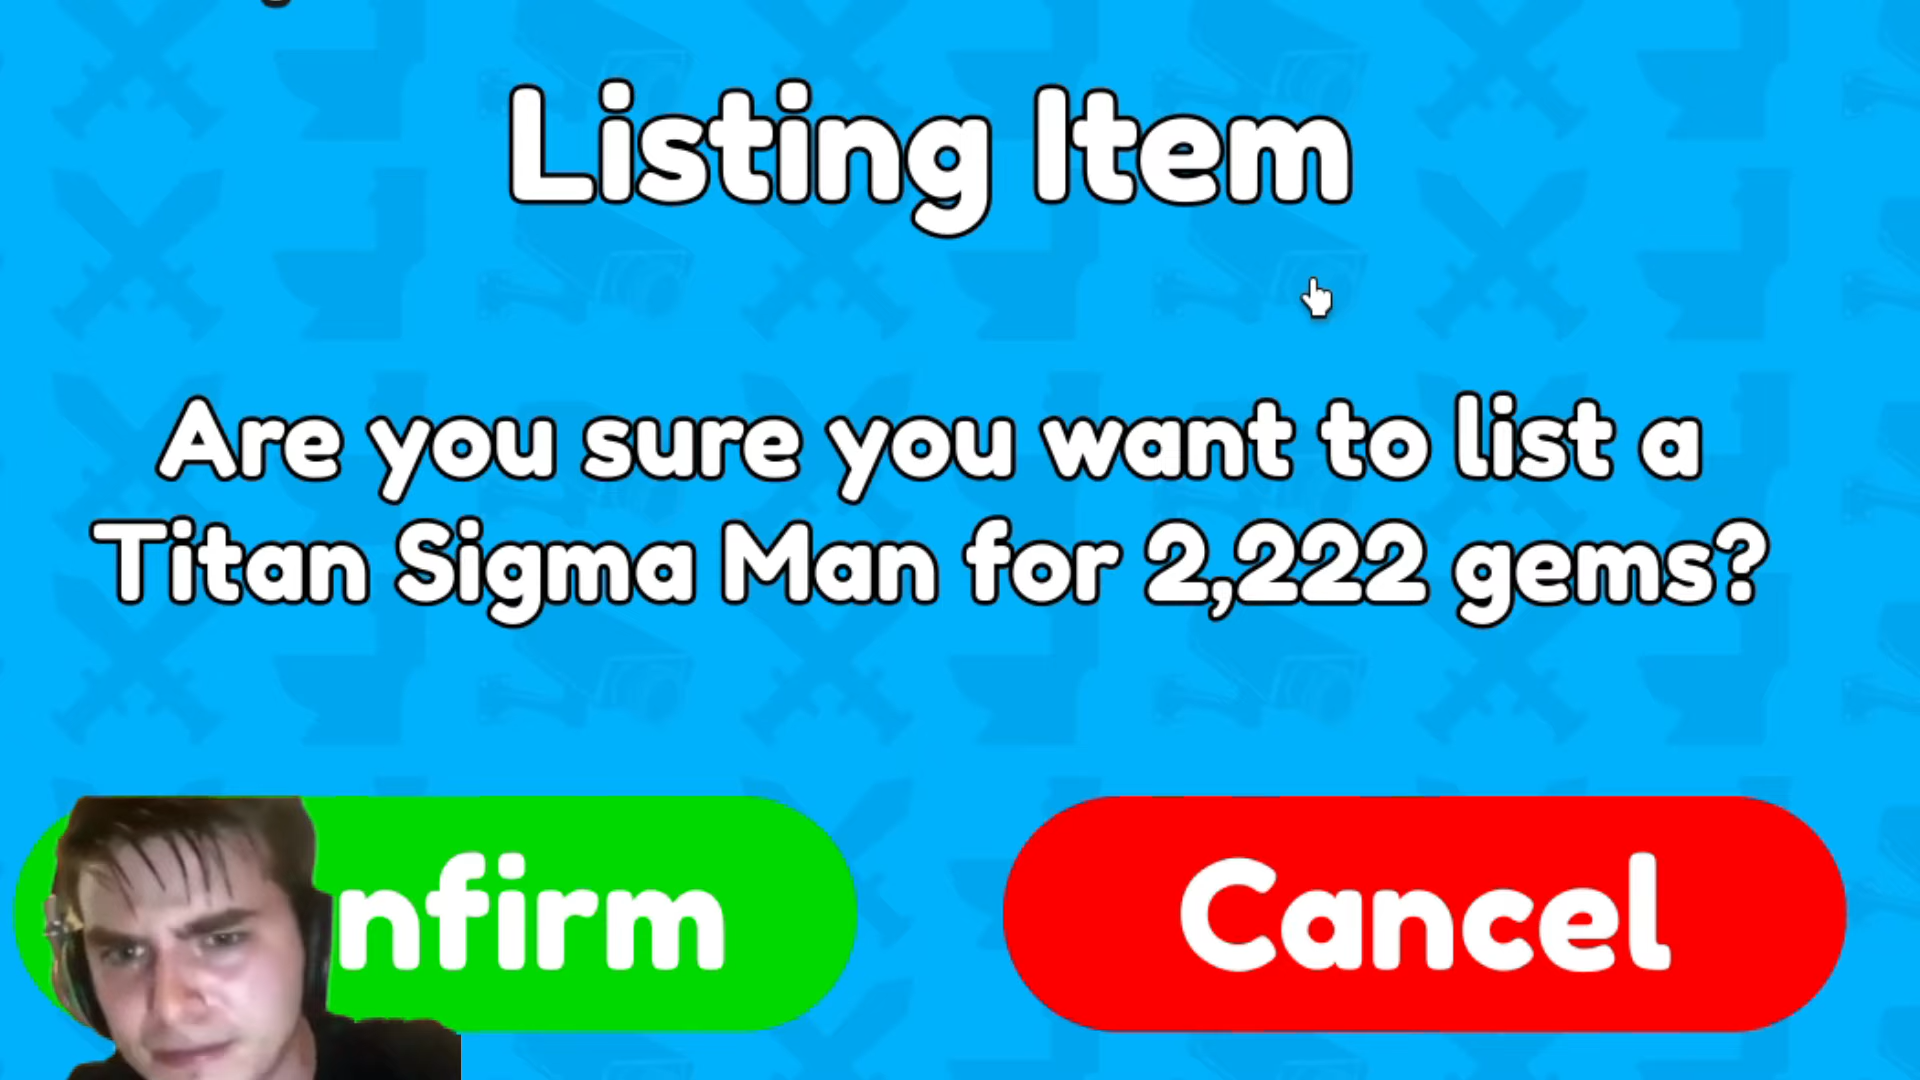 Listing Item
Are you sure you want to list a
Titan Sigma Man for 2,222 gems?
nfirm
Cancel